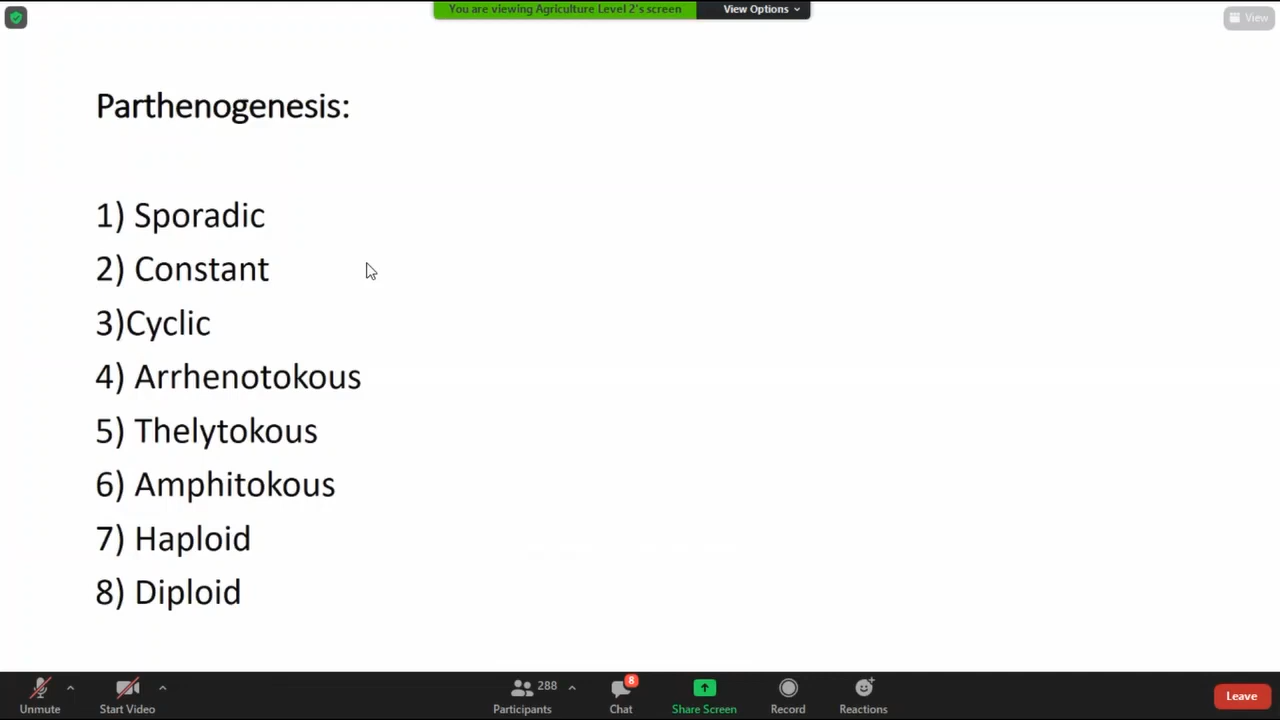 You are viewing Agriculture Level 2's screen
View Options
View
Parthenogenesis:
1) Sporadic
2) Constant
3)Cyclic
4) Arrhenotokous
5) Thelytokous
6) Amphitokous
7) Haploid
8) Diploid
288
8
Unmute
Start Video
Participants
Chat
Share Screen
Record
Reactions
Leave